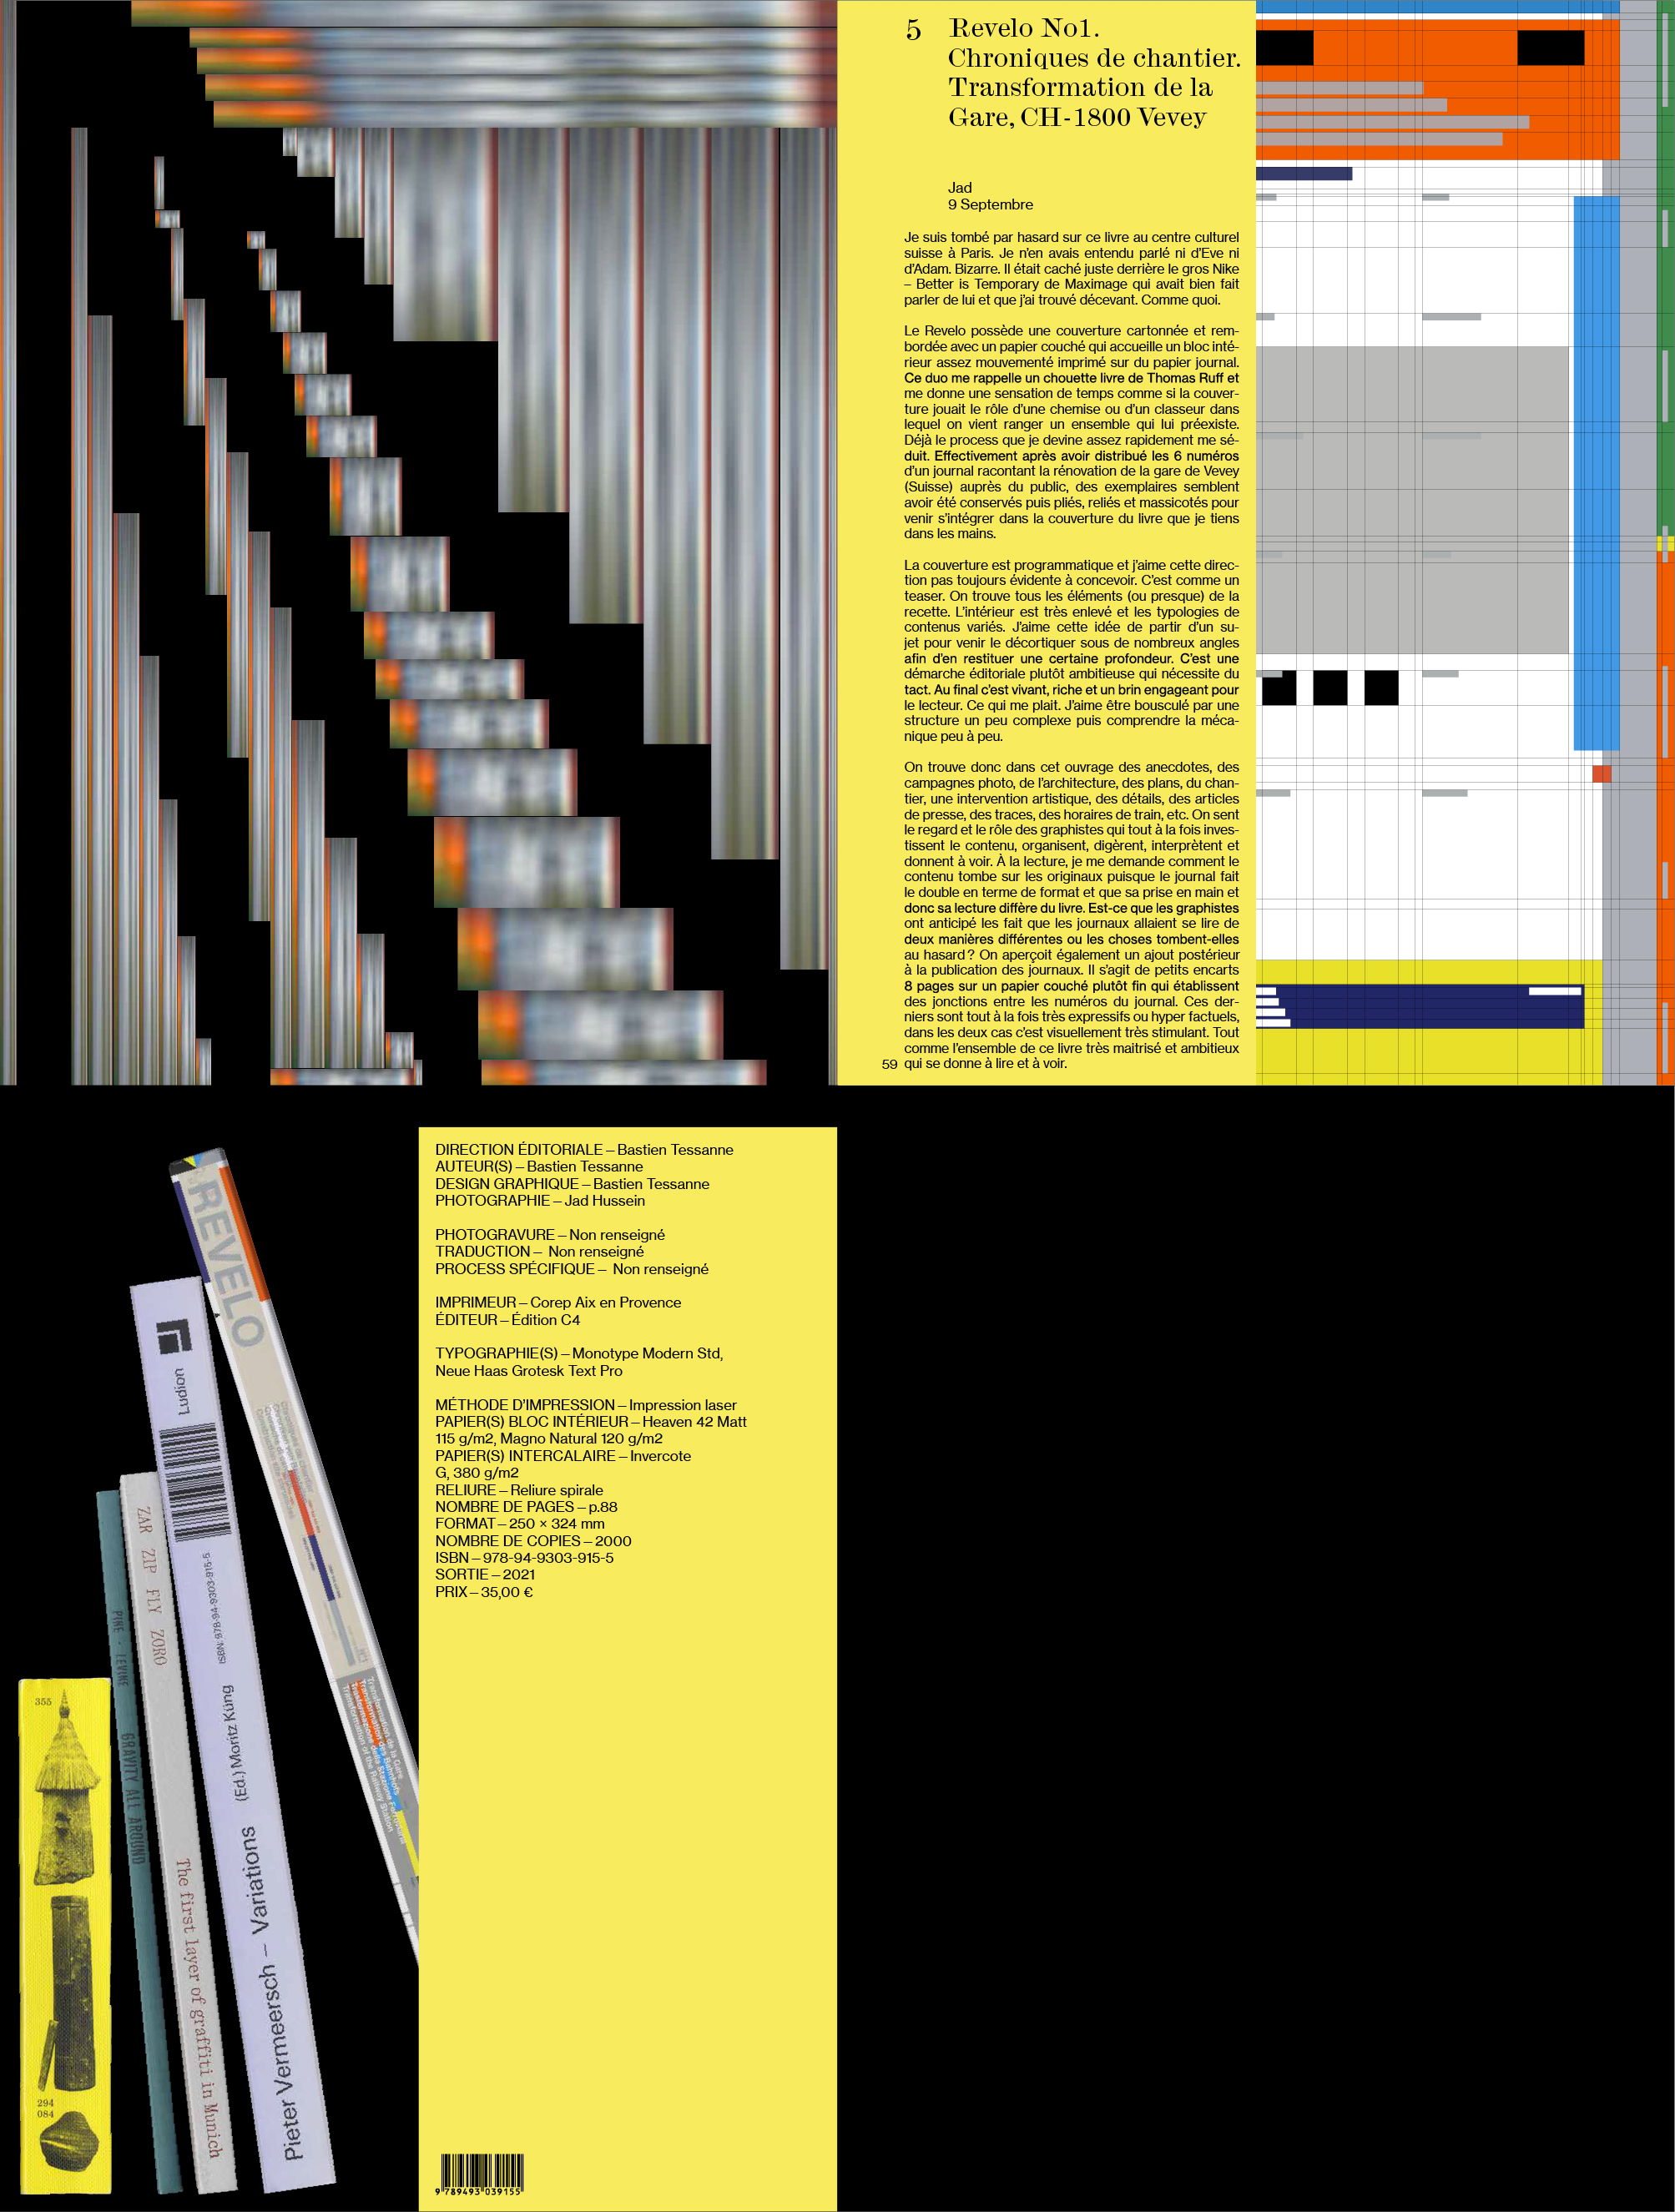 5 Revelo No1.
Chroniques de chantier.
Transformation de la
Gare, CH-1800 Vevey
Jad
9 Septembre
Je suis tombé par hasard sur ce livre au centre culturel
suisse à Paris. Je n'en avais entendu parlé ni d'Eve ni
d'Adam. Bizarre. Il était caché juste derrière le gros Nike
– Better is Temporary de Maximage qui avait bien fait
parler de lui et que j'ai trouvé décevant. Comme quoi.
Le Revelo possède une couverture cartonnée et rem-
bordée avec un papier couché qui accueille un bloc inté-
rieur assez mouvementé imprimé sur du papier journal.
Ce duo me rappelle un chouette livre de Thomas Ruff et
me donne une sensation de temps comme si la couver-
ture jouait le rôle d'une chemise ou d'un classeur dans
lequel on vient ranger un ensemble qui lui préexiste.
Déjà le process que je devine assez rapidement me sé-
duit. Effectivement après avoir distribué les 6 numéros
d'un journal racontant la rénovation de la gare de Vevey
(Suisse) auprès du public, des exemplaires semblent
avoir été conservés puis pliés, reliés et massicotés pour
venir s'intégrer dans la couverture du livre que je tiens
dans les mains.
La couverture est programmatique et j'aime cette direc-
tion pas toujours évidente à concevoir. C'est comme un
teaser. On trouve tous les éléments (ou presque) de la
recette. L'intérieur est très enlevé et les typologies de
contenus variés. J'aime cette idée de partir d'un su-
jet pour venir le décortiquer sous de nombreux angles
afin d'en restituer une certaine profondeur. C'est une
démarche éditoriale plutôt ambitieuse qui nécessite du
tact. Au final c'est vivant, riche et un brin engageant pour
le lecteur. Ce qui me plait. J'aime être bousculé par une
structure un peu complexe puis comprendre la méca-
nique peu à peu.
On trouve donc dans cet ouvrage des anecdotes, des
campagnes photo, de l'architecture, des plans, du chan-
tier, une intervention artistique, des détails, des articles
de presse, des traces, des horaires de train, etc. On sent
le regard et le rôle des graphistes qui tout à la fois inves-
tissent le contenu, organisent, digèrent, interprètent et
donnent à voir. À la lecture, je me demande comment le
contenu tombe sur les originaux puisque le journal fait
le double en terme de format et que sa prise en main et
donc sa lecture diffère du livre. Est-ce que les graphistes
ont anticipé les fait que les journaux allaient se lire de
deux manières différentes ou les choses tombent-elles
au hasard ? On aperçoit également un ajout postérieur
à la publication des journaux. Il s'agit de petits encarts
8 pages sur un papier couché plutôt fin qui établissent
des jonctions entre les numéros du journal. Ces der-
niers sont tout à la fois très expressifs ou hyper factuels,
dans les deux cas c'est visuellement très stimulant. Tout
comme l'ensemble de ce livre très maitrisé et ambitieux
59 qui se donne à lire et à voir.
355
294
084
PINE - LEVINE GRAVITY ALL AROUND
ZAR ZIP FLY ZORO The first layer of graffiti in Munich
Ludion
ISBN: 978-94-9303-915-5
(Ed.) Moritz Küng
Pieter Vermeersch – Variations
REVELO
Transformation de la Gare
Transformation of the Railway Station
DIRECTION ÉDITORIALE – Bastien Tessanne
AUTEUR(S) – Bastien Tessanne
DESIGN GRAPHIQUE – Bastien Tessanne
PHOTOGRAPHIE – Jad Hussein
PHOTOGRAVURE – Non renseigné
TRADUCTION – Non renseigné
PROCESS SPÉCIFIQUE – Non renseigné
IMPRIMEUR – Corep Aix en Provence
ÉDITEUR – Édition C4
TYPOGRAPHIE(S) – Monotype Modern Std,
Neue Haas Grotesk Text Pro
MÉTHODE D'IMPRESSION – Impression laser
PAPIER(S) BLOC INTÉRIEUR – Heaven 42 Matt
115 g/m2, Magno Natural 120 g/m2
PAPIER(S) INTERCALAIRE – Invercote
G, 380 g/m2
RELIURE – Reliure spirale
NOMBRE DE PAGES – p.88
FORMAT – 250 × 324 mm
NOMBRE DE COPIES – 2000
ISBN – 978-94-9303-915-5
SORTIE – 2021
PRIX – 35,00 €
9 789493 039155